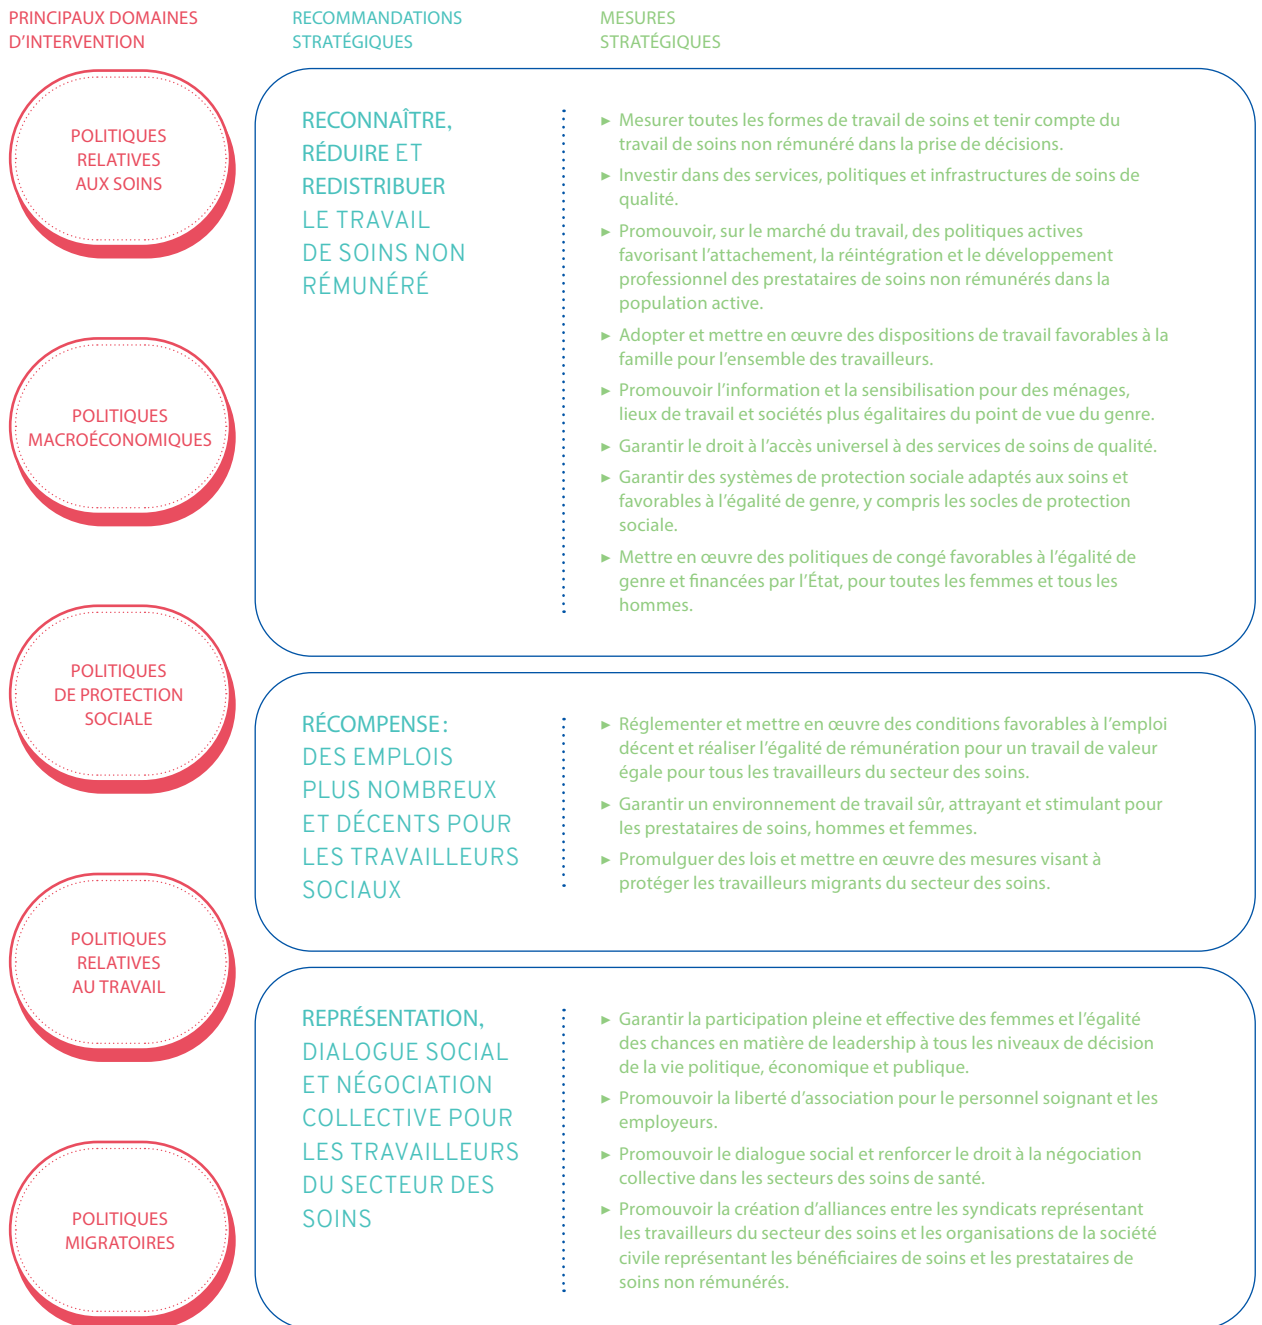 PRINCIPAUX DOMAINES
D’INTERVENTION
RECOMMANDATIONS
STRATÉGIQUES
MESURES
STRATÉGIQUES
POLITIQUES
RELATIVES
AUX SOINS
POLITIQUES
MACROÉCONOMIQUES
POLITIQUES
DE PROTECTION
SOCIALE
POLITIQUES
RELATIVES
AU TRAVAIL
POLITIQUES
MIGRATOIRES
RECONNAÎTRE,
RÉDUIRE ET
REDISTRIBUER
LE TRAVAIL
DE SOINS NON
RÉMUNÉRÉ
► Mesurer toutes les formes de travail de soins et tenir compte du
travail de soins non rémunéré dans la prise de décisions.
► Investir dans des services, politiques et infrastructures de soins de
qualité.
► Promouvoir, sur le marché du travail, des politiques actives
favorisant l’attachement, la réintégration et le développement
professionnel des prestataires de soins non rémunérés dans la
population active.
► Adopter et mettre en œuvre des dispositions de travail favorables à la
famille pour l’ensemble des travailleurs.
► Promouvoir l’information et la sensibilisation pour des ménages,
lieux de travail et sociétés plus égalitaires du point de vue du genre.
► Garantir le droit à l’accès universel à des services de soins de qualité.
► Garantir des systèmes de protection sociale adaptés aux soins et
favorables à l’égalité de genre, y compris les socles de protection
sociale.
► Mettre en œuvre des politiques de congé favorables à l’égalité de
genre et financées par l’État, pour toutes les femmes et tous les
hommes.
RÉCOMPENSE :
DES EMPLOIS
PLUS NOMBREUX
ET DÉCENTS POUR
LES TRAVAILLEURS
SOCIAUX
► Réglementer et mettre en œuvre des conditions favorables à l’emploi
décent et réaliser l’égalité de rémunération pour un travail de valeur
égale pour tous les travailleurs du secteur des soins.
► Garantir un environnement de travail sûr, attrayant et stimulant pour
les prestataires de soins, hommes et femmes.
► Promulguer des lois et mettre en œuvre des mesures visant à
protéger les travailleurs migrants du secteur des soins.
REPRÉSENTATION,
DIALOGUE SOCIAL
ET NÉGOCIATION
COLLECTIVE POUR
LES TRAVAILLEURS
DU SECTEUR DES
SOINS
► Garantir la participation pleine et effective des femmes et l’égalité
des chances en matière de leadership à tous les niveaux de décision
de la vie politique, économique et publique.
► Promouvoir la liberté d’association pour le personnel soignant et les
employeurs.
► Promouvoir le dialogue social et renforcer le droit à la négociation
collective dans les secteurs des soins de santé.
► Promouvoir la création d’alliances entre les syndicats représentant
les travailleurs du secteur des soins et les organisations de la société
civile représentant les bénéficiaires de soins et les prestataires de
soins non rémunérés.